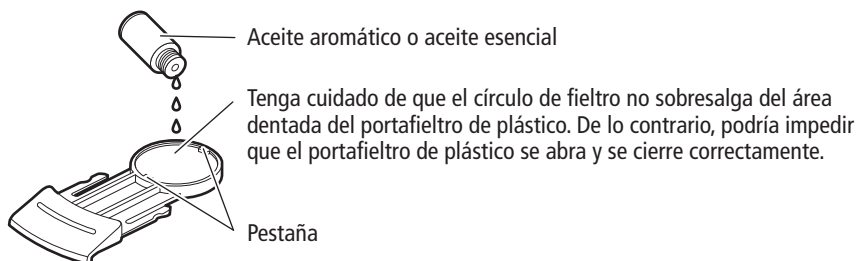 Aceite aromático o aceite esencial
Tenga cuidado de que el círculo de fieltro no sobresalga del área
dentada del portafieltro de plástico. De lo contrario, podría impedir
que el portafieltro de plástico se abra y se cierre correctamente.
Pestaña